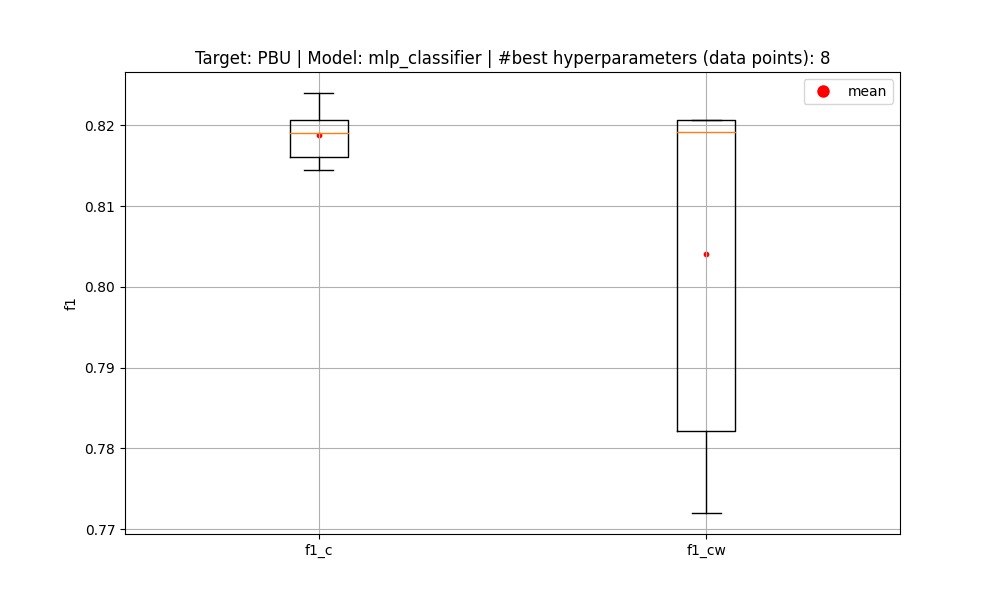 Target: PBU | Model: mlp_classifier | #best hyperparameters (data points): 8
mean
0.82
0.81
0.80
0.79
0.78
0.77
f1
f1_c
f1_cw